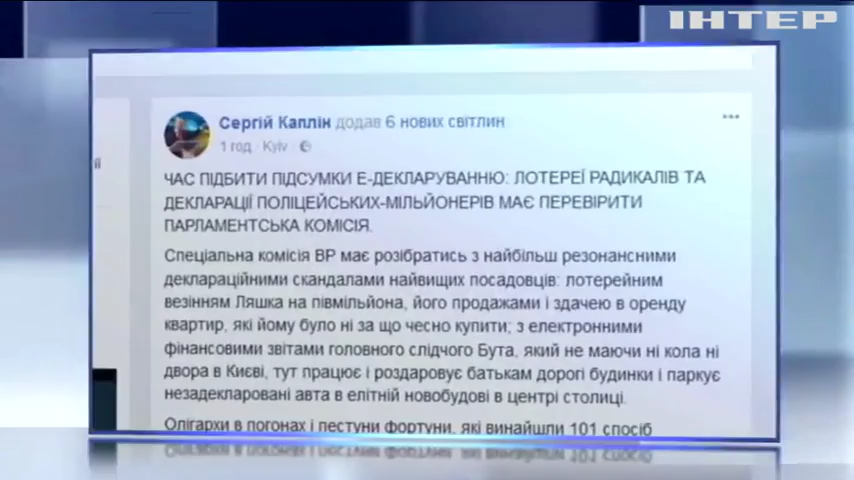 ІНТЕР
Сергій Каплін додав 6 нових світлин
1 год · Kyiv
ії
ЧАС ПІДБИТИ ПІДСУМКИ Е-ДЕКЛАРУВАННЮ: ЛОТЕРЕЇ РАДИКАЛІВ ТА
ДЕКЛАРАЦІЇ ПОЛІЦЕЙСЬКИХ-МІЛЬЙОНЕРІВ МАЄ ПЕРЕВІРИТИ
ПАРЛАМЕНТСЬКА КОМІСІЯ.
Спеціальна комісія ВР має розібратись з найбільш резонансними
деклараційними скандалами найвищих посадовців: лотерейним
везінням Ляшка на півмільйона, його продажами і здачею в оренду
квартир, які йому було ні за що чесно купити; з електронними
фінансовими звітами головного слідчого Бута, який не маючи ні кола ні
двора в Києві, тут працює і роздаровує батькам дорогі будинки і паркує
незадекларовані авта в елітній новобудові в центрі столиці.
Олігархи в погонах і пестуни фортуни, які винайшли 101 спосіб